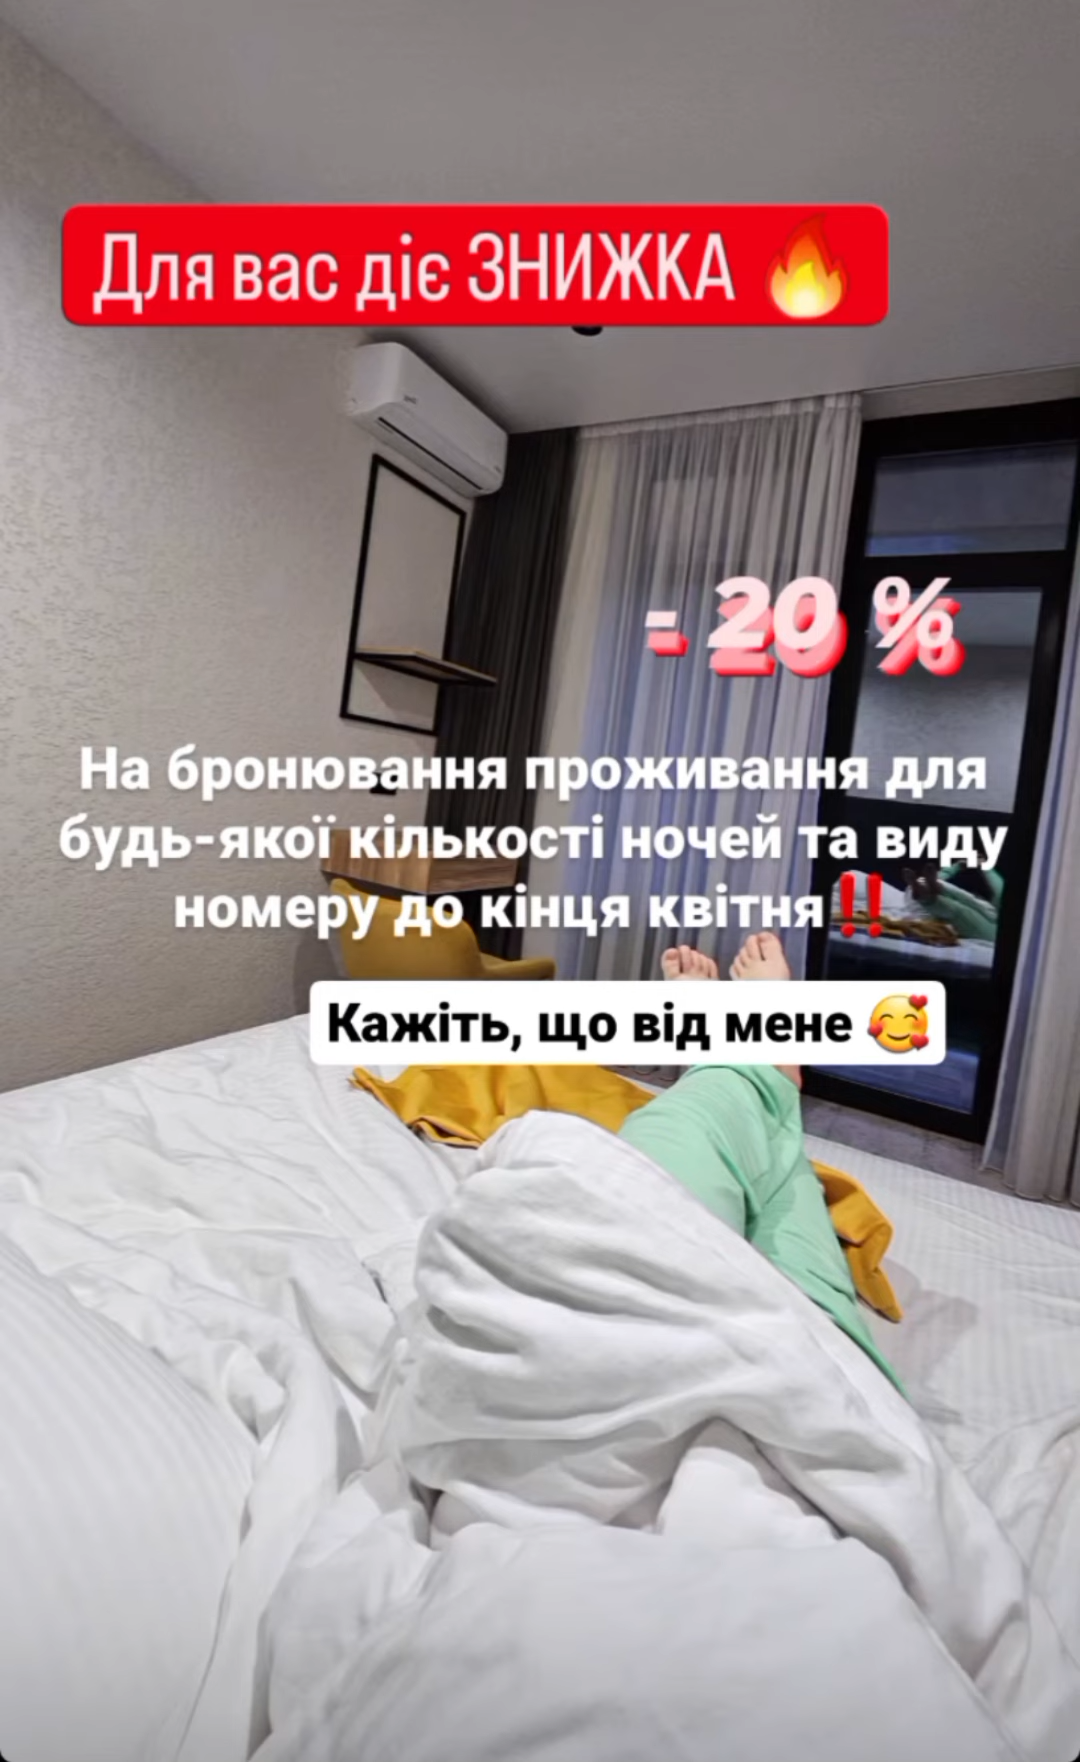 Для вас діє ЗНИЖКА 🔥
- 20 %
На бронювання проживання для
будь-якої кількості ночей та виду
номеру до кінця квітня‼️
Кажіть, що від мене 🥰